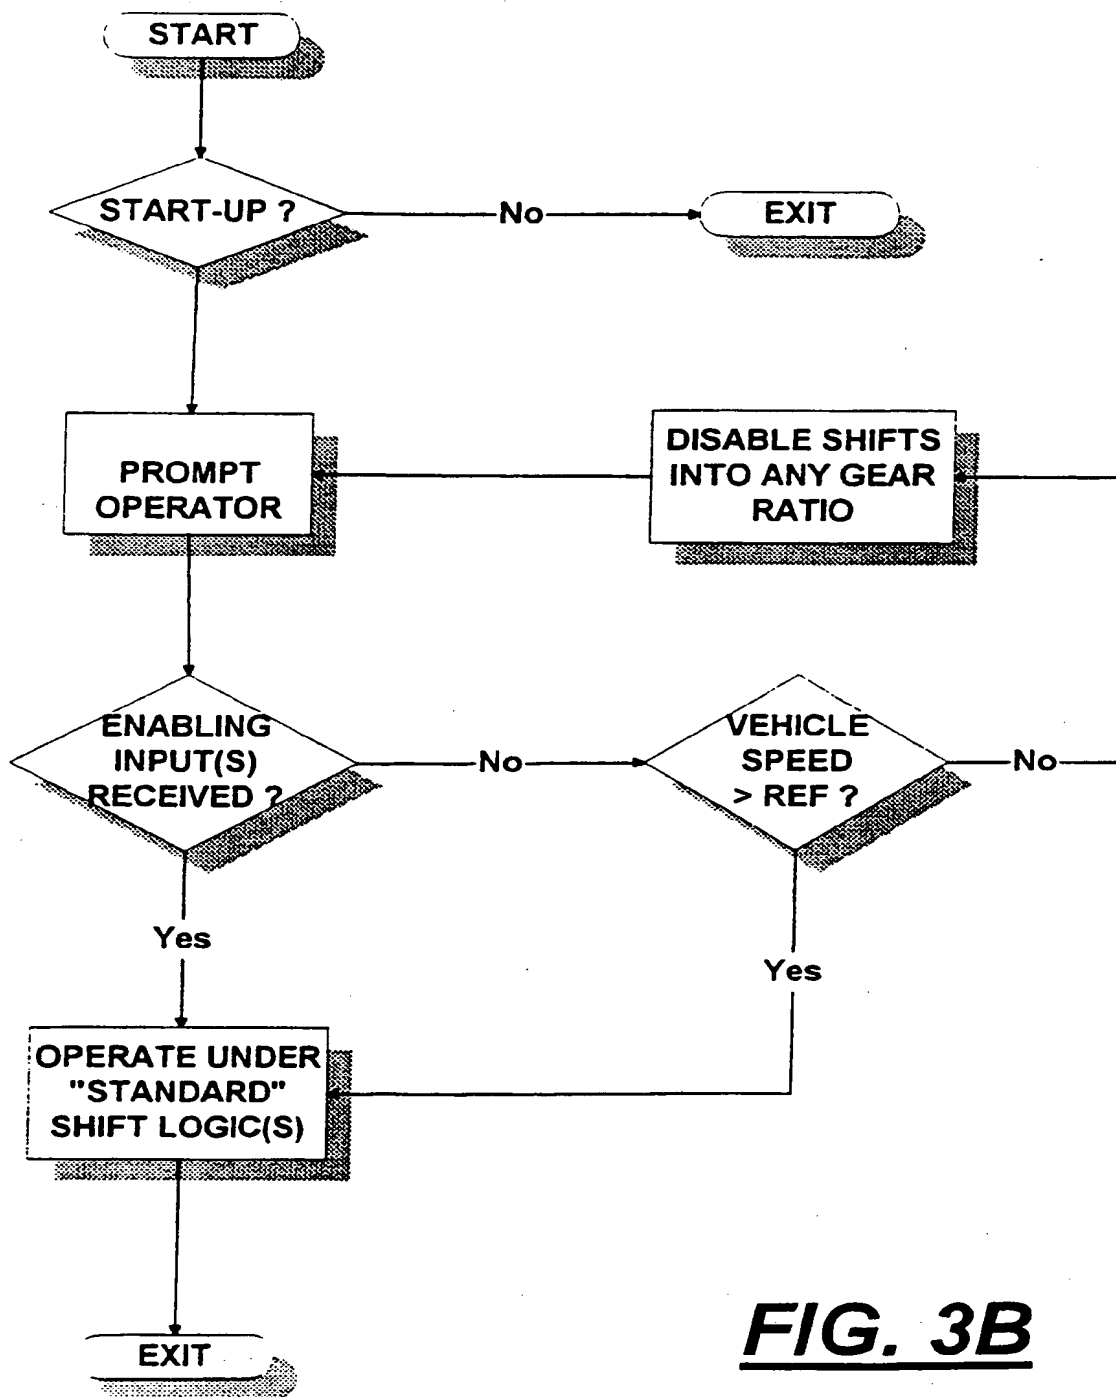 START
START-UP ?
No
EXIT
PROMPT
OPERATOR
DISABLE SHIFTS
INTO ANY GEAR
RATIO
ENABLING
INPUT(S)
RECEIVED ?
No
VEHICLE
SPEED
> REF ?
No
Yes
Yes
OPERATE UNDER
"STANDARD"
SHIFT LOGIC(S)
EXIT
FIG. 3B